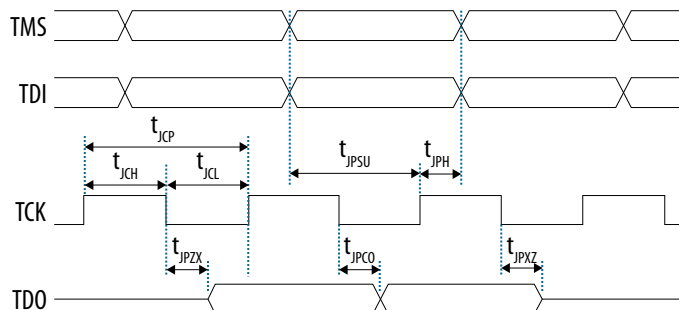 TMS
TDI
tJCP
tJCH tJCL
tJPSU tJPH
TCK
tJPZX tJPCO tJPXZ
TDO